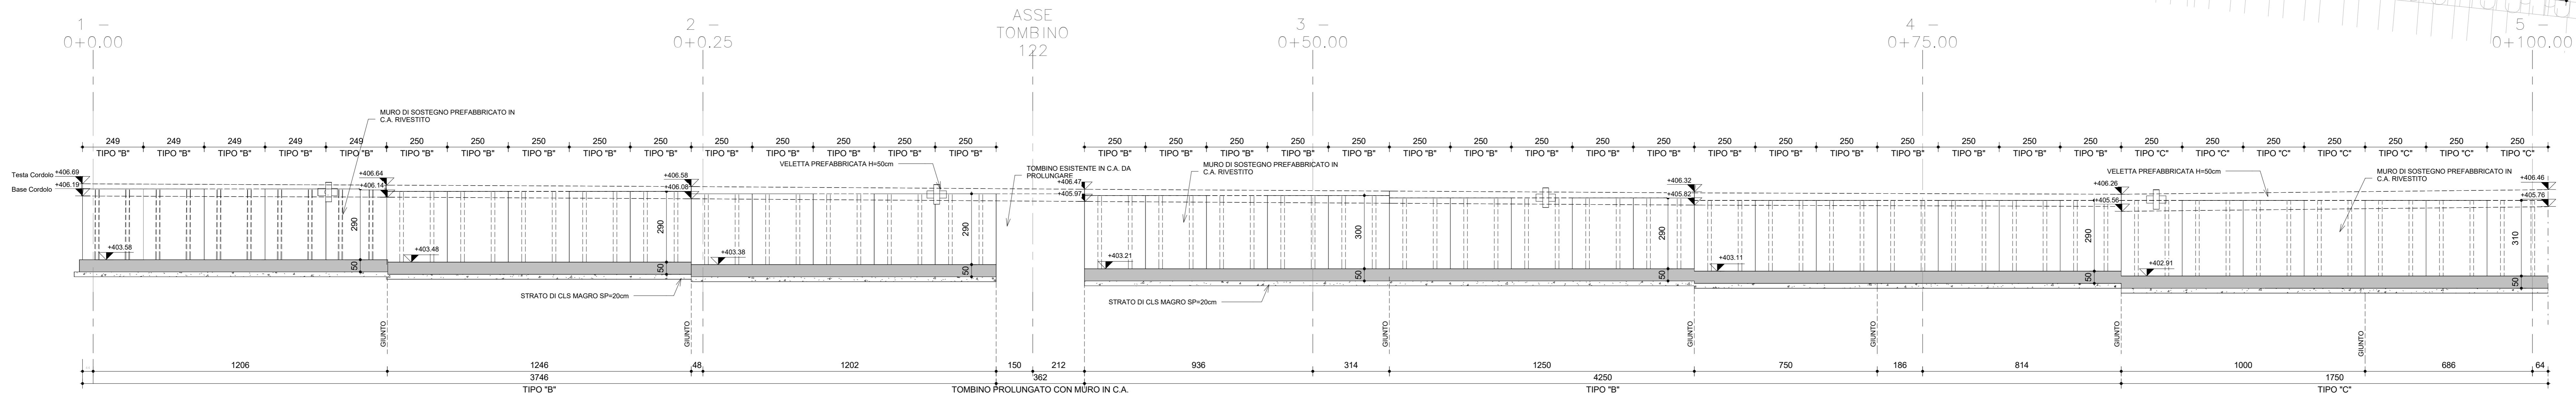 1 -
0+0.00
2 -
0+0.25
ASSE
TOMBINO
122
3 -
0+50.00
4 -
0+75.00
5 -
0+100.00
MURO DI SOSTEGNO PREFABBRICATO IN
C.A. RIVESTITO
249 249 249 249 249 250 250 250 250 250 250 250 250 250 250
TIPO "B" TIPO "B" TIPO "B" TIPO "B" TIPO "B" TIPO "B" TIPO "B" TIPO "B" TIPO "B" TIPO "B" TIPO "B" TIPO "B" TIPO "B" TIPO "B" TIPO "B"
250 250 250 250 250 250 250 250 250 250 250 250 250 250 250 250 250 250 250 250 250 250 250 250
TIPO "B" TIPO "B" TIPO "B" TIPO "B" TIPO "B" TIPO "B" TIPO "B" TIPO "B" TIPO "B" TIPO "B" TIPO "B" TIPO "B" TIPO "B" TIPO "B" TIPO "B" TIPO "B" TIPO "B" TIPO "C" TIPO "C" TIPO "C" TIPO "C" TIPO "C" TIPO "C" TIPO "C"
VELETTA PREFABBRICATA H=50cm
TOMBINO ESISTENTE IN C.A. DA
PROLUNGARE
MURO DI SOSTEGNO PREFABBRICATO IN
C.A. RIVESTITO
VELETTA PREFABBRICATA H=50cm
MURO DI SOSTEGNO PREFABBRICATO IN
C.A. RIVESTITO
Testa Cordolo +406.69
Base Cordolo +406.19
+406.64
+406.14
+406.58
+406.08
+406.47
+405.97
+406.32
+405.82
+406.26
+405.56
+406.46
+405.76
290
290
290
300
290
290
310
+403.58
+403.48
+403.38
+403.21
+403.11
+402.91
50
50
50
50
50
50
50
STRATO DI CLS MAGRO SP=20cm
STRATO DI CLS MAGRO SP=20cm
GIUNTO
GIUNTO
GIUNTO
GIUNTO
GIUNTO
GIUNTO
GIUNTO
1206 1246 48 1202 150 212 936 314 1250 750 186 814 1000 686 64
3746 362 4250 1750
TIPO "B" TOMBINO PROLUNGATO CON MURO IN C.A. TIPO "B" TIPO "C"